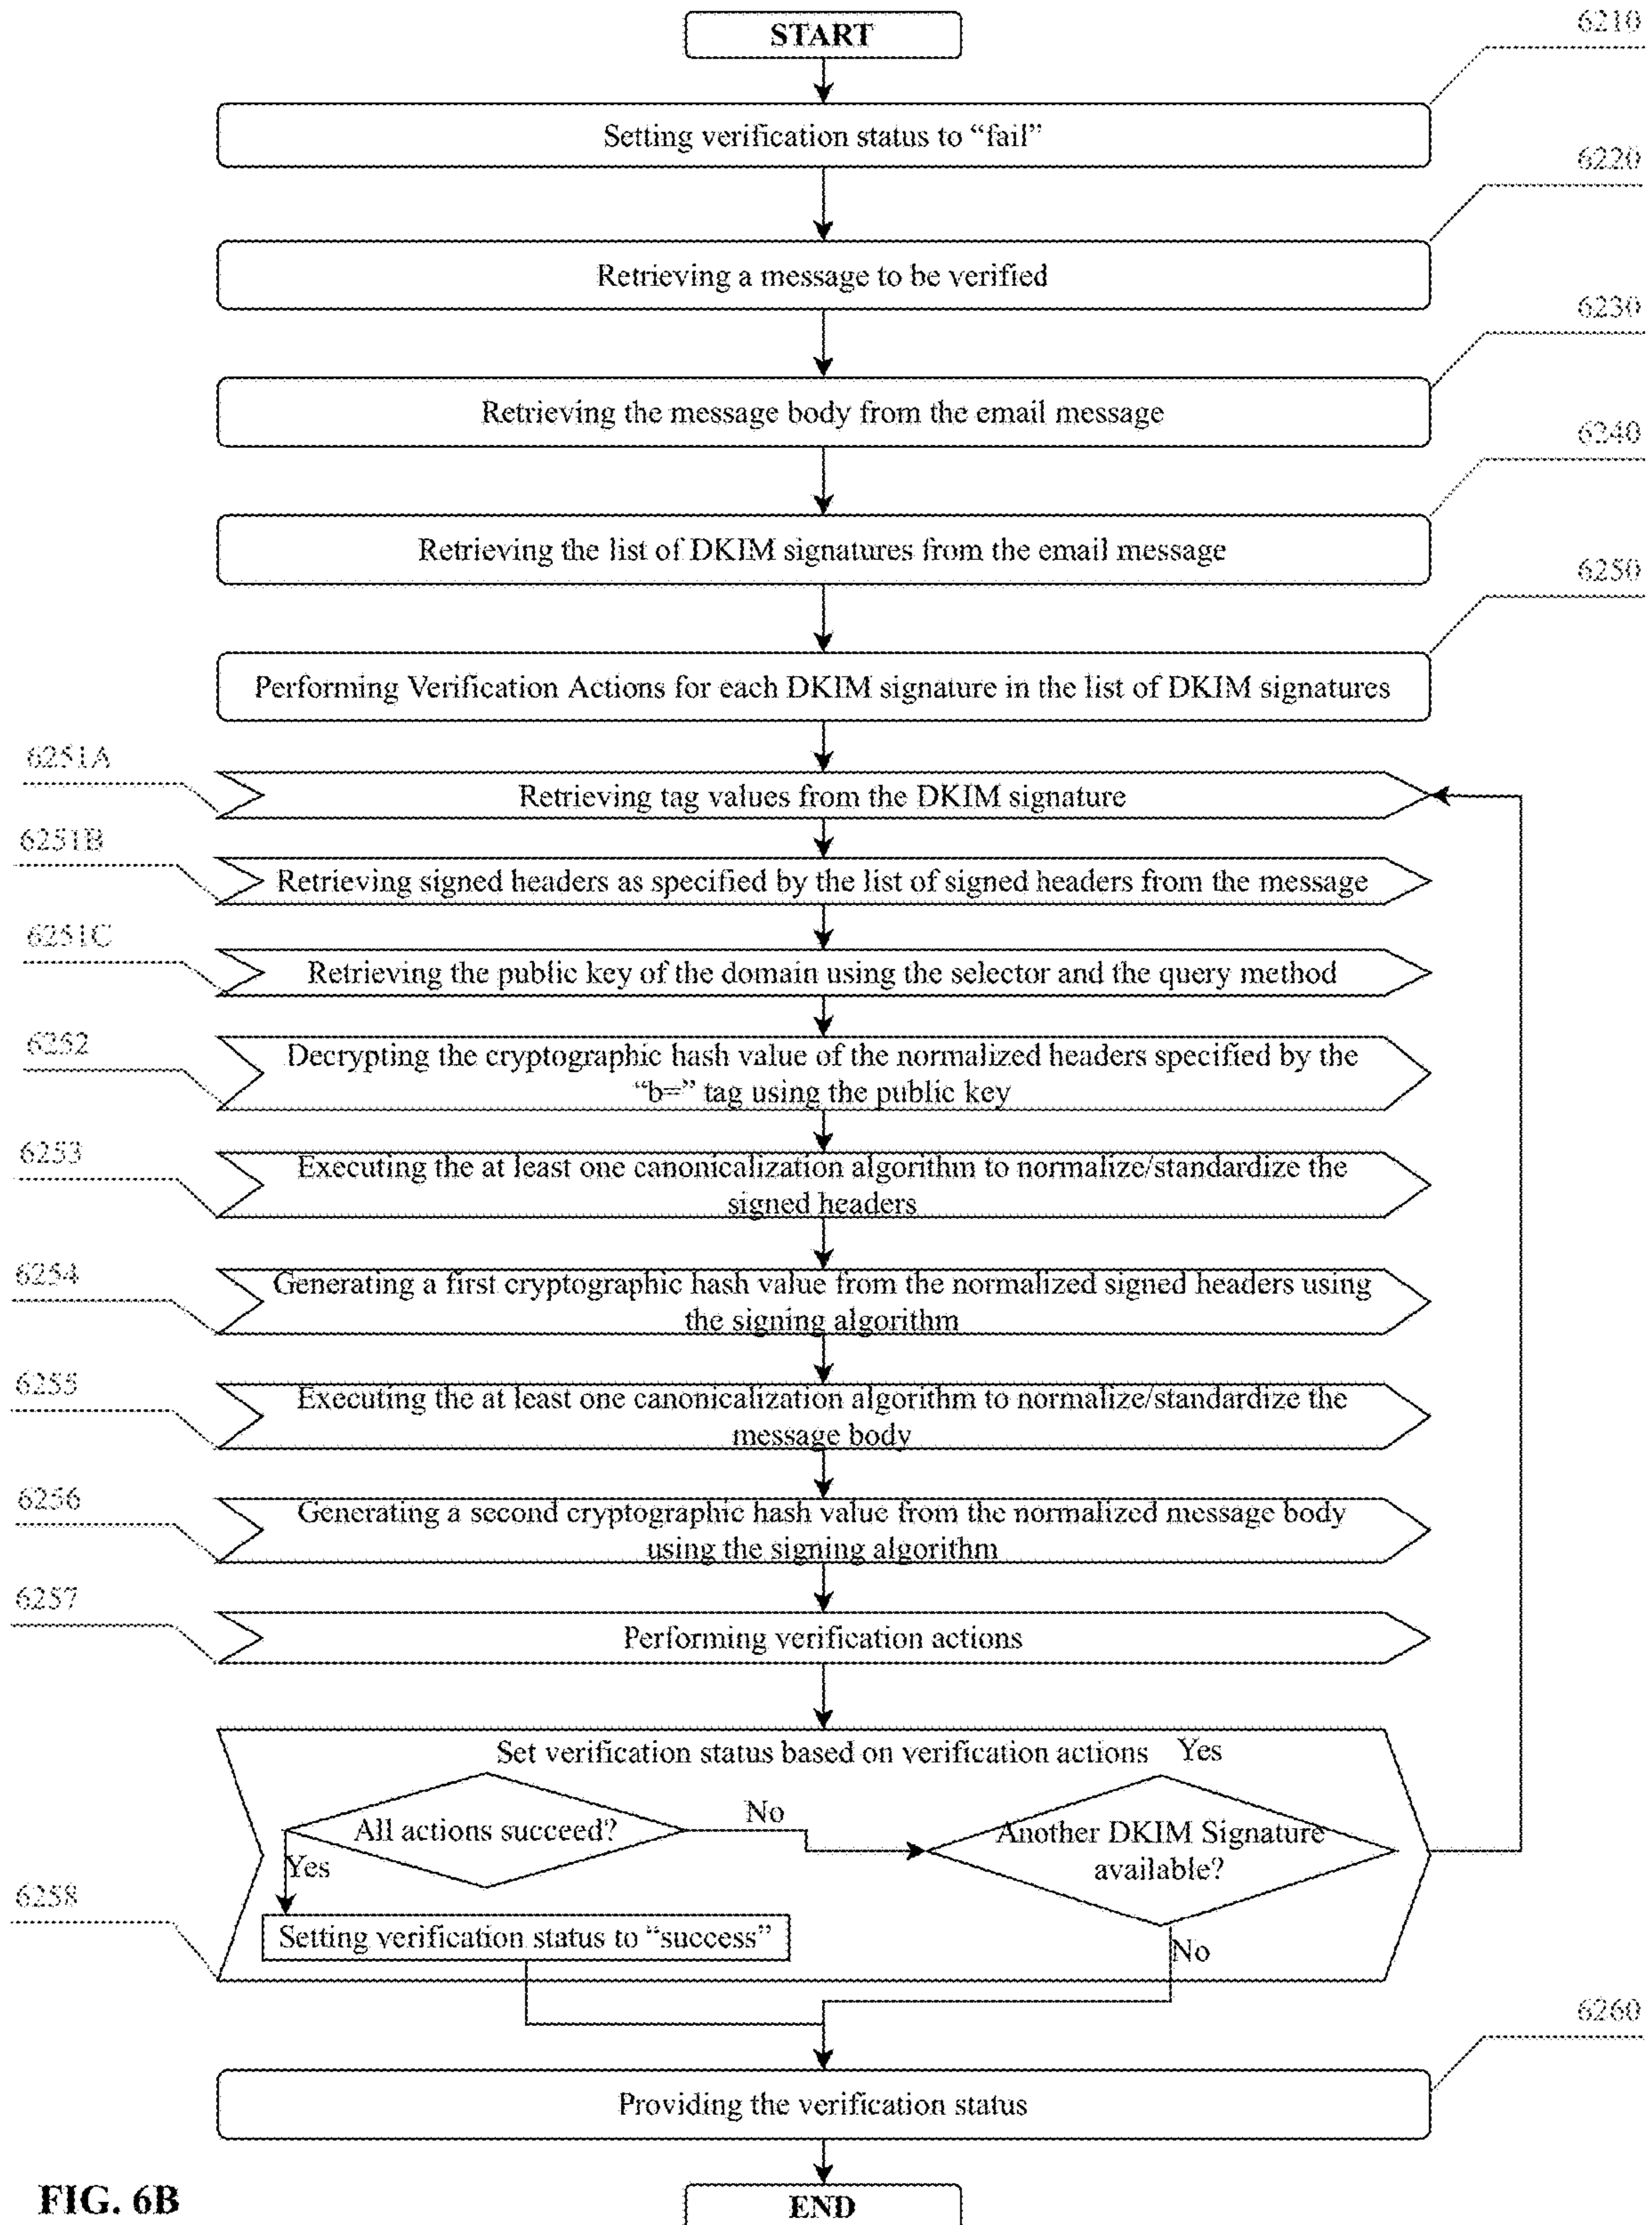 START
6210
Setting verification status to “fail”
6220
Retrieving a message to be verified
6230
Retrieving the message body from the email message
6240
Retrieving the list of DKIM signatures from the email message
6250
Performing Verification Actions for each DKIM signature in the list of DKIM signatures
6251A
Retrieving tag values from the DKIM signature
6251B
Retrieving signed headers as specified by the list of signed headers from the message
6251C
Retrieving the public key of the domain using the selector and the query method
6252
Decrypting the cryptographic hash value of the normalized headers specified by the
“b=” tag using the public key
6253
Executing the at least one canonicalization algorithm to normalize/standardize the
signed headers
6254
Generating a first cryptographic hash value from the normalized signed headers using
the signing algorithm
6255
Executing the at least one canonicalization algorithm to normalize/standardize the
message body
6256
Generating a second cryptographic hash value from the normalized message body
using the signing algorithm
6257
Performing verification actions
Set verification status based on verification actions
Yes
All actions succeed?
No
Another DKIM Signature
available?
Yes
6258
Setting verification status to “success”
No
6260
Providing the verification status
FIG. 6B
END